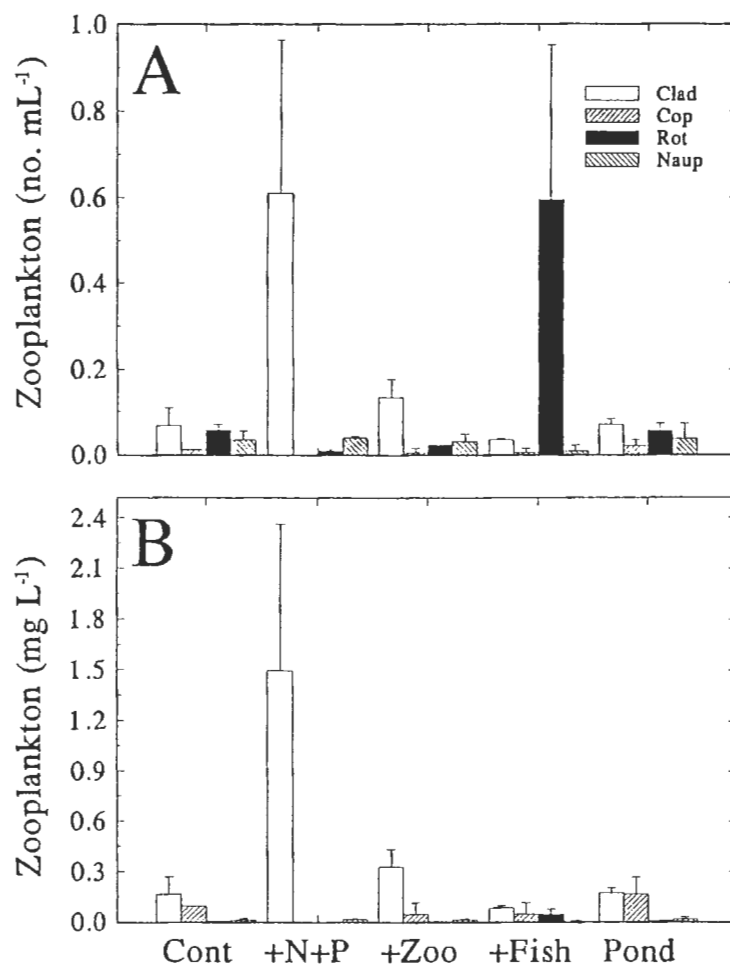 A
Zooplankton (no. mL-1)
1.0
0.8
0.6
0.4
0.2
0.0
Clad
Cop
Rot
Naup
B
Zooplankton (mg L-1)
2.4
2.1
1.8
1.5
1.2
0.9
0.6
0.3
0.0
Cont +N+P +Zoo +Fish Pond